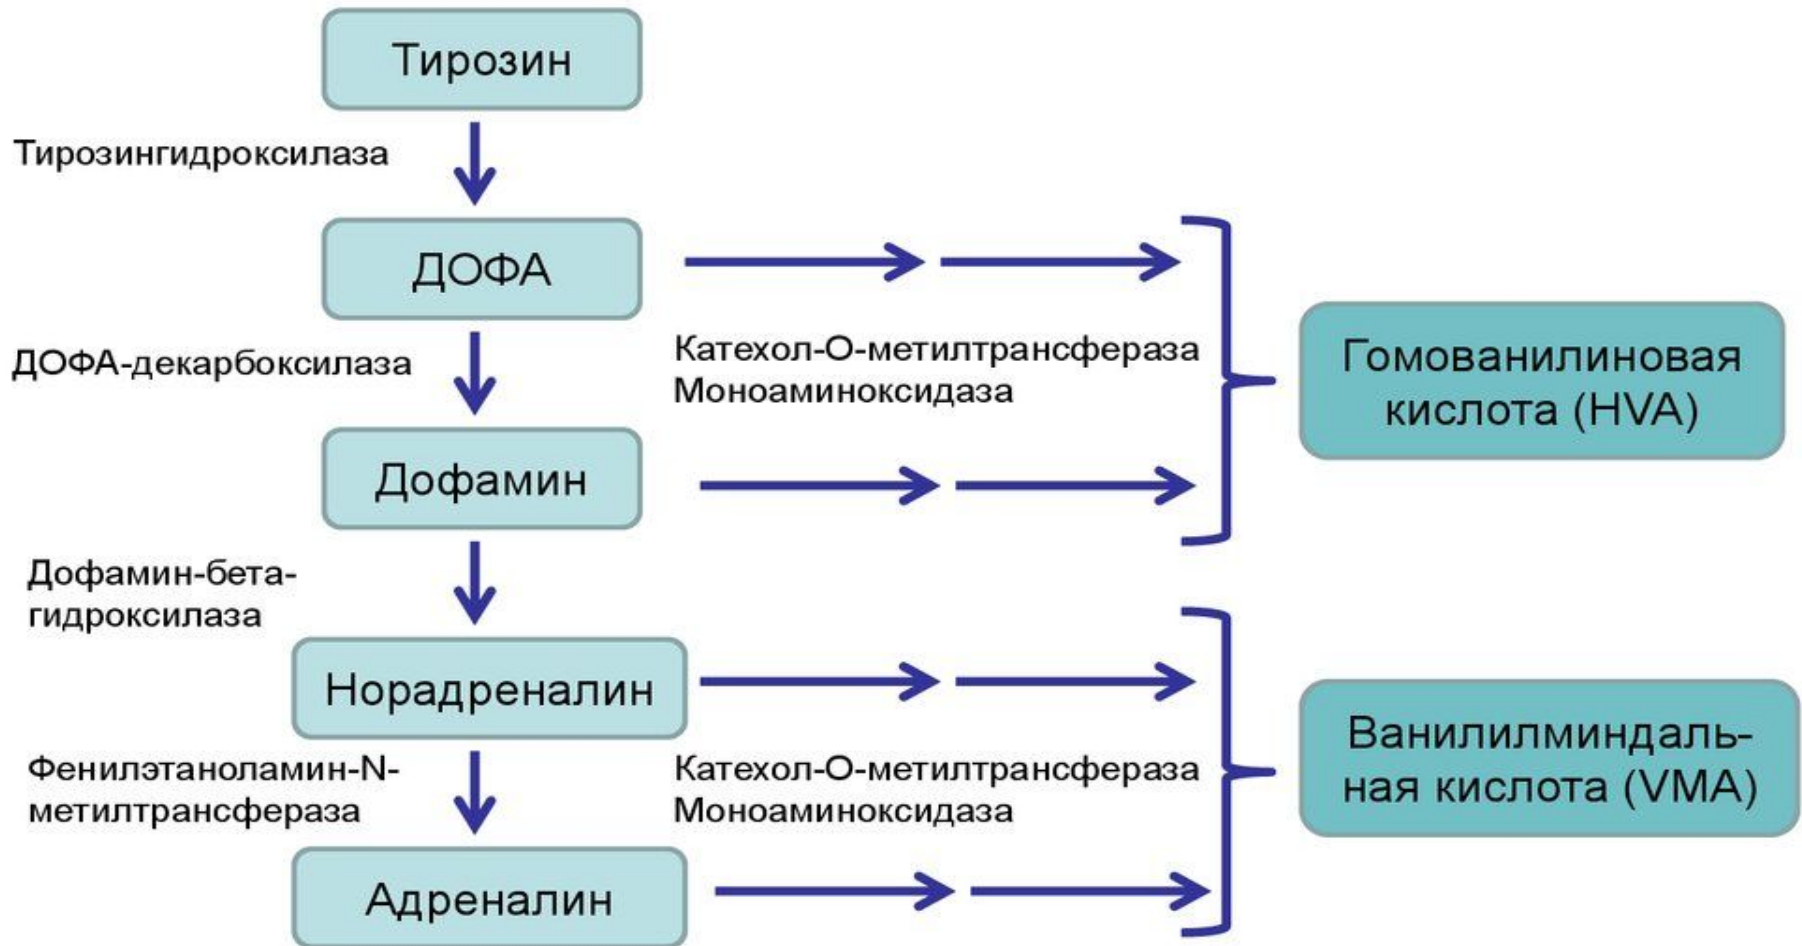 Тирозин
Тирозингидроксилаза
ДОФА
ДОФА-декарбоксилаза
Катехол-О-метилтрансфераза
Моноаминоксидаза
Гомованилиновая
кислота (HVA)
Дофамин
Дофамин-бета-
гидроксилаза
Норадреналин
Фенилэтаноламин-N-
метилтрансфераза
Катехол-О-метилтрансфераза
Моноаминоксидаза
Ванилилминдаль-
ная кислота (VMA)
Адреналин